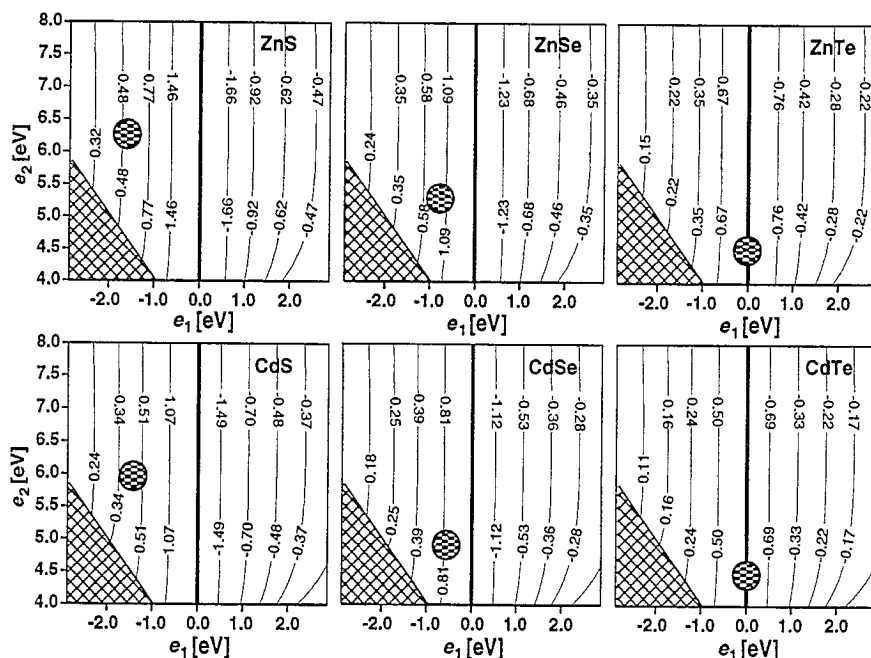 8.0
7.5
7.0
6.5
6.0
5.5
5.0
4.5
4.0
e2 [eV]
ZnS
0.32 0.48 0.77 1.46 -1.66 -0.92 -0.62 -0.47
0.48 0.77 1.46 -1.66 -0.92 -0.62 -0.47
-2.0 -1.0 0.0 1.0 2.0
e1 [eV]
ZnSe
0.24 0.35 0.58 1.09 -1.23 -0.68 -0.46 -0.35
0.35 0.58 1.09 -1.23 -0.68 -0.46 -0.35
-2.0 -1.0 0.0 1.0 2.0
e1 [eV]
ZnTe
0.15 0.22 0.35 0.67 -0.76 -0.42 -0.28 -0.22
0.22 0.35 0.67 -0.76 -0.42 -0.28 -0.22
-2.0 -1.0 0.0 1.0 2.0
e1 [eV]
8.0
7.5
7.0
6.5
6.0
5.5
5.0
4.5
4.0
e2 [eV]
CdS
0.24 0.34 0.51 1.07 -1.49 -0.70 -0.48 -0.37
0.34 0.51 1.07 -1.49 -0.70 -0.48 -0.37
-2.0 -1.0 0.0 1.0 2.0
e1 [eV]
CdSe
0.18 0.25 0.39 0.81 -1.12 -0.53 -0.36 -0.28
0.25 0.39 0.81 -1.12 -0.53 -0.36 -0.28
-2.0 -1.0 0.0 1.0 2.0
e1 [eV]
CdTe
0.11 0.16 0.24 0.50 -0.69 -0.33 -0.22 -0.17
0.16 0.24 0.50 -0.69 -0.33 -0.22 -0.17
-2.0 -1.0 0.0 1.0 2.0
e1 [eV]